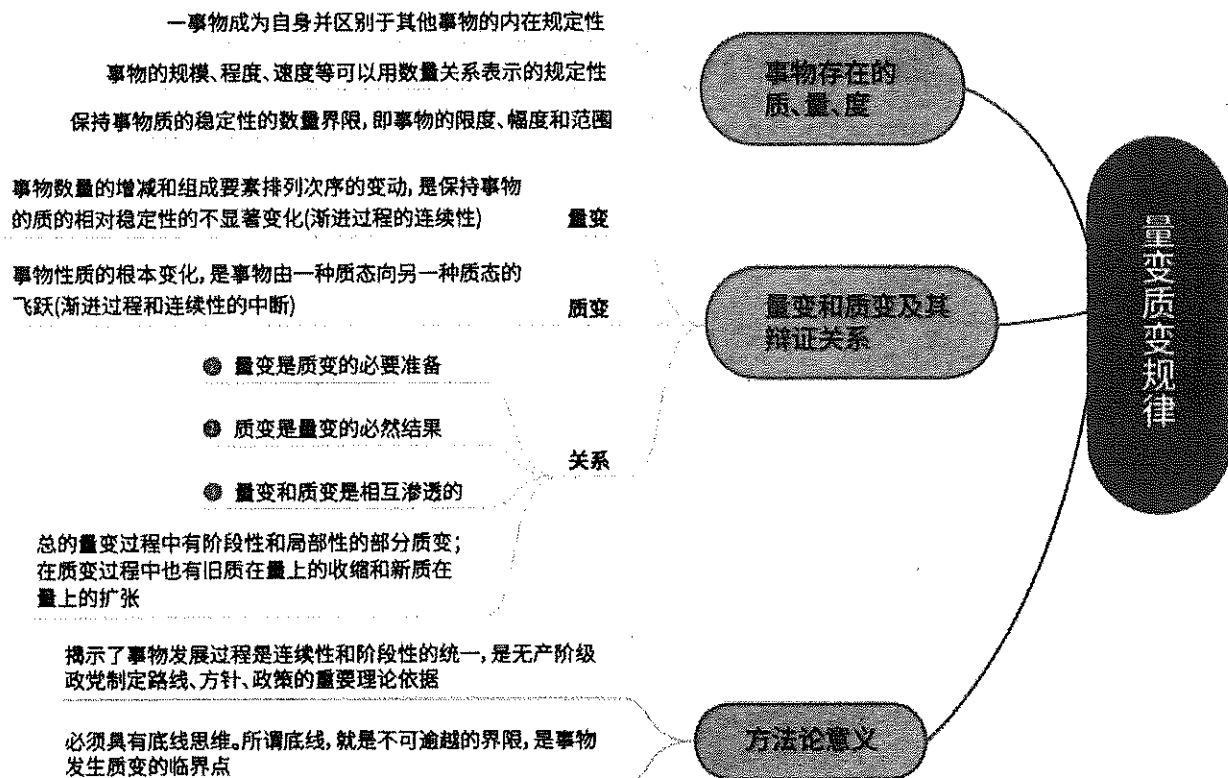 一事物成为自身并区别于其他事物的内在规定性
事物的规模、程度、速度等可以用数量关系表示的规定性
保持事物质的稳定性的数量界限,即事物的限度、幅度和范围
事物存在的
质、量、度
事物数量的增减和组成要素排列次序的变动,是保持事物
的质的相对稳定性的不显著变化(渐进过程的连续性)
量变
事物性质的根本变化,是事物由一种质态向另一种质态的
飞跃(渐进过程和连续性的中断)
质变
量变是质变的必要准备
质变是量变的必然结果
量变和质变是相互渗透的
总的量变过程中有阶段性和局部性的部分质变;
在质变过程中也有旧质在量上的收缩和新质在
量上的扩张
关系
量变和质变及其
辩证关系
揭示了事物发展过程是连续性和阶段性的统一,是无产阶级
政党制定路线、方针、政策的重要理论依据
必须具有底线思维。所谓底线,就是不可逾越的界限,是事物
发生质变的临界点
方法论意义
量变质变规律